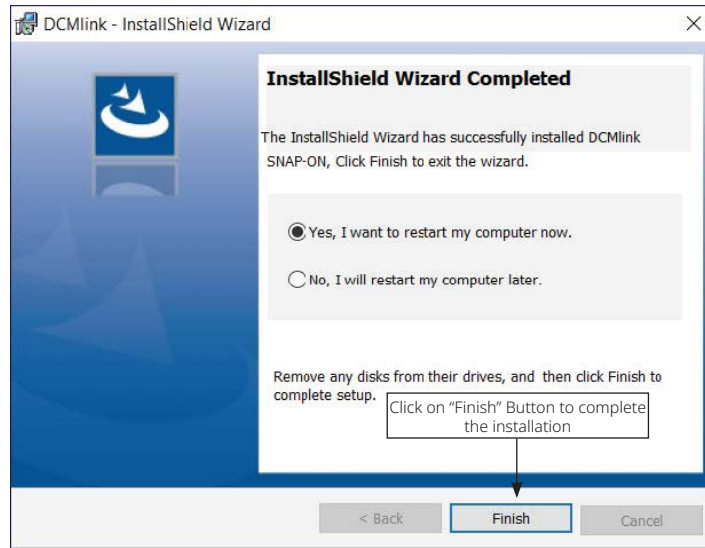 DCMlink - InstallShield Wizard
InstallShield Wizard Completed
The InstallShield Wizard has successfully installed DCMlink
SNAP-ON, Click Finish to exit the wizard.
Yes, I want to restart my computer now.
No, I will restart my computer later.
Remove any disks from their drives, and then click Finish to
complete setup.
Click on “Finish” Button to complete
the installation
< Back
Finish
Cancel